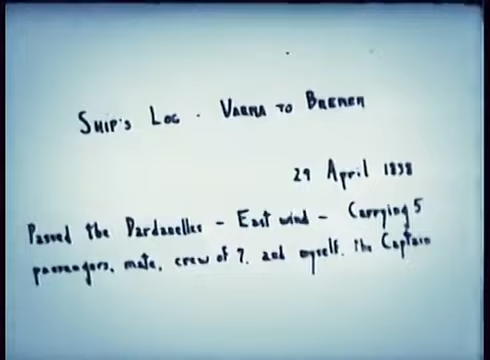 Ship's Log · Varna to Bremen
29 April 1838
Passed the Dardanelles – East wind – Carrying 5
passengers, mate, crew of 7, and myself, the Captain